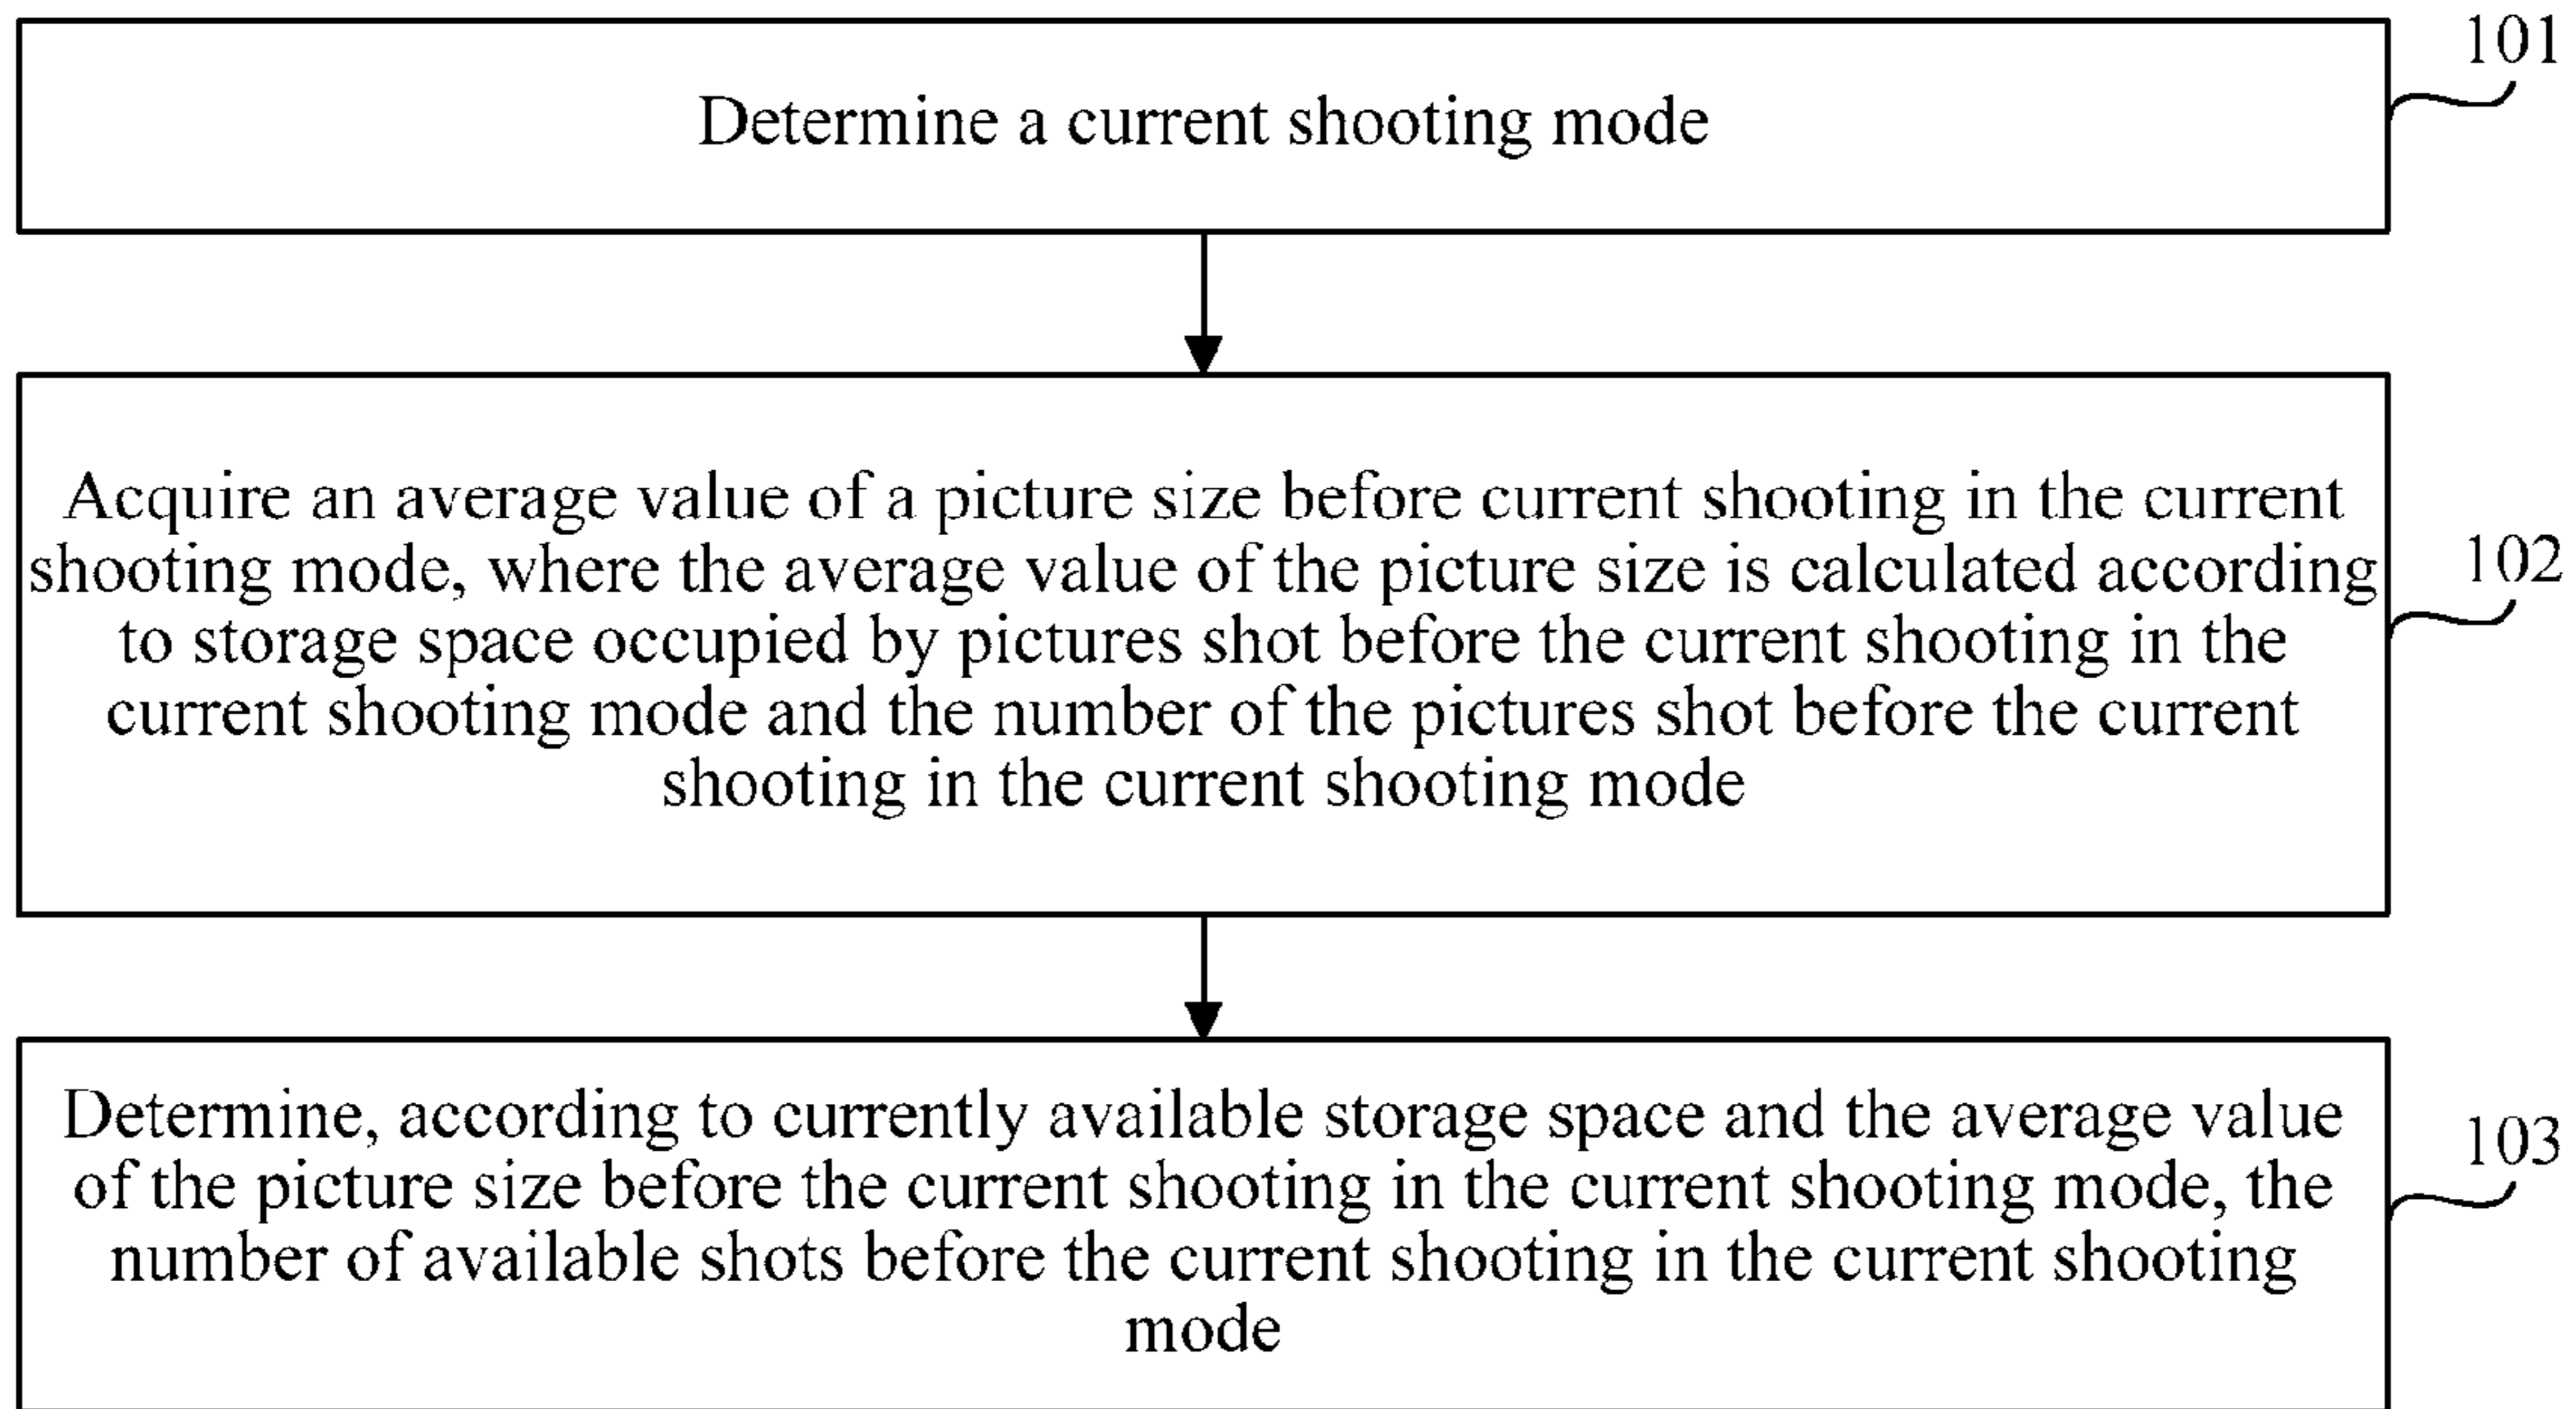 101
Determine a current shooting mode
Acquire an average value of a picture size before current shooting in the current
shooting mode, where the average value of the picture size is calculated according
to storage space occupied by pictures shot before the current shooting in the
current shooting mode and the number of the pictures shot before the current
shooting in the current shooting mode
102
Determine, according to currently available storage space and the average value
of the picture size before the current shooting in the current shooting mode, the
number of available shots before the current shooting in the current shooting
mode
103